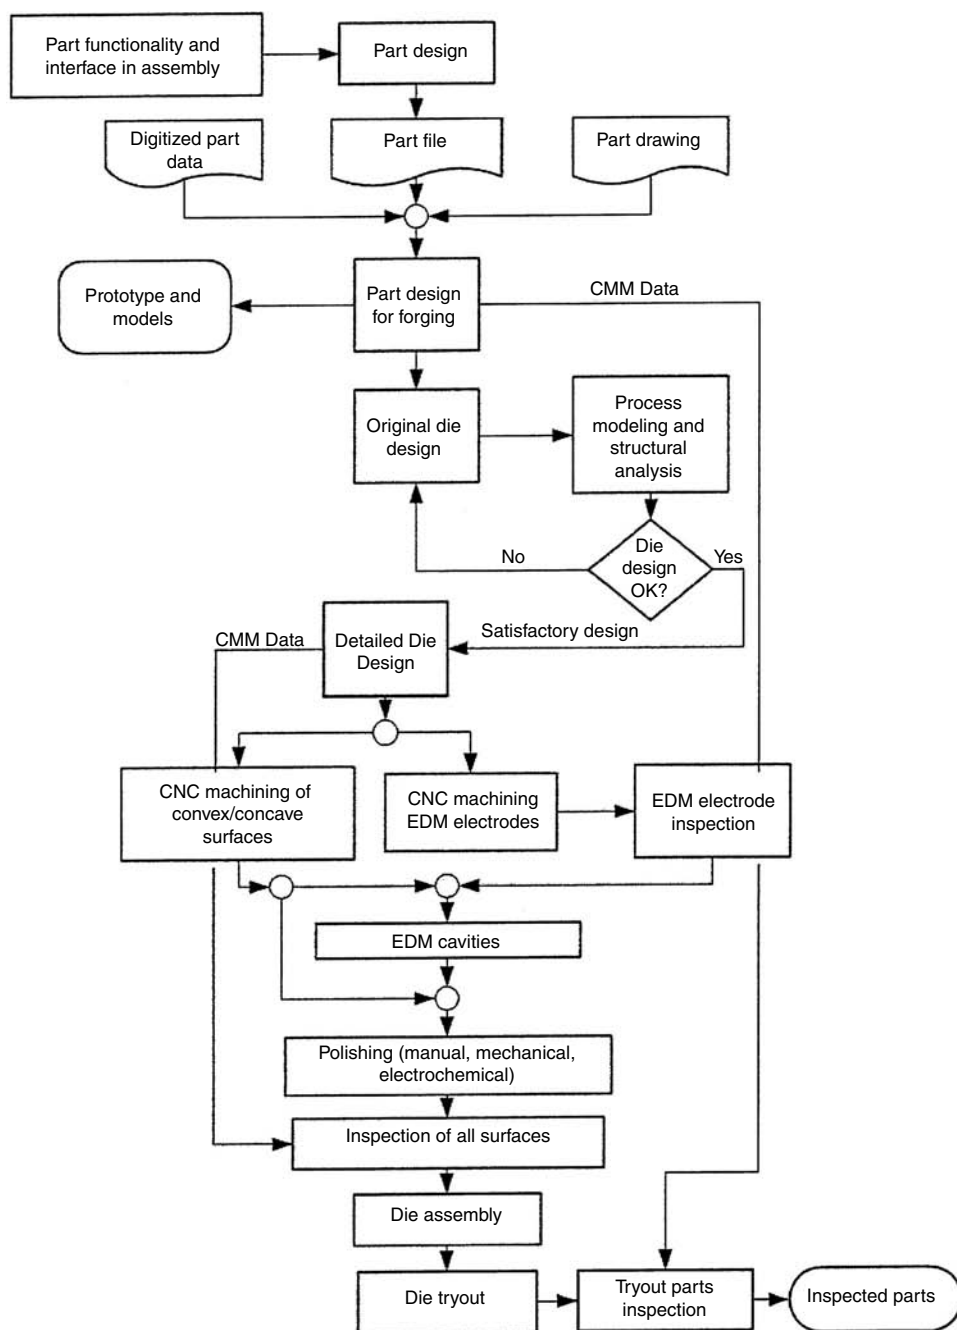 Part functionality and
interface in assembly
Part design
Digitized part
data
Part file
Part drawing
Prototype and
models
Part design
for forging
CMM Data
Original die
design
Process
modeling and
structural
analysis
No
Die
design
OK?
Yes
Satisfactory design
CMM Data
Detailed Die
Design
CNC machining of
convex/concave
surfaces
CNC machining
EDM electrodes
EDM electrode
inspection
EDM cavities
Polishing (manual, mechanical,
electrochemical)
Inspection of all surfaces
Die assembly
Die tryout
Tryout parts
inspection
Inspected parts